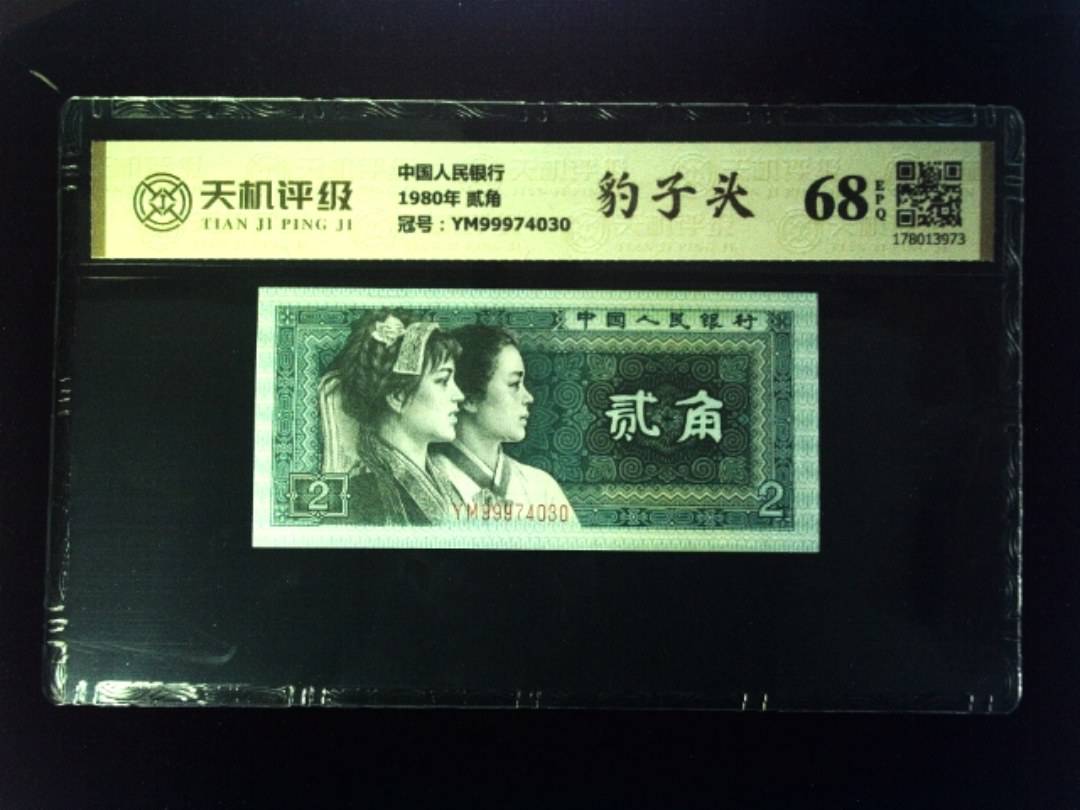 天机评级
TIAN JI PING JI
中国人民银行
1980年 贰角
冠号：YM99974030
豹子头
68
EPQ
178013973
中国人民银行
贰角
2
2
YM99974030